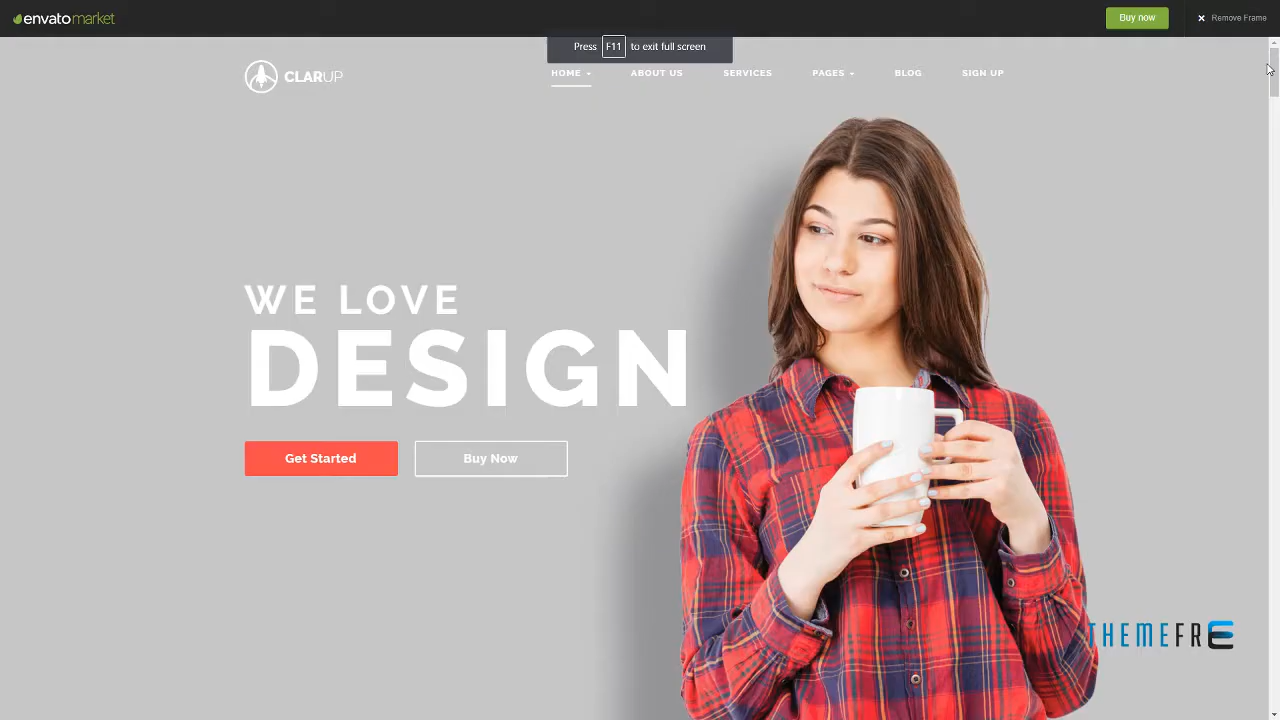 envatomarket
Buy now
× Remove Frame
Press F11 to exit full screen
CLARUP
HOME
ABOUT US
SERVICES
PAGES
BLOG
SIGN UP
WE LOVE
DESIGN
Get Started
Buy Now
THEMEFRE